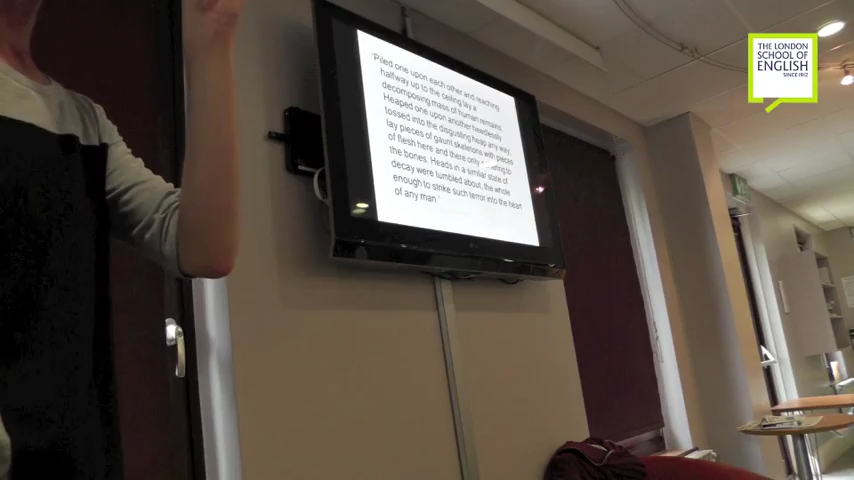 'Piled one upon each other and reaching
halfway up to the ceiling lay a
decomposing mass of human remains.
Heaped one upon another heedlessly
tossed into the disgusting heap any way,
lay pieces of gaunt skeletons with pieces
of flesh here and there only to
the bones. Heads in a similar state of
decay were tumbled about, the whole
enough to strike such terror into the heart
of any man.'
THE LONDON
SCHOOL OF
ENGLISH
SINCE 1912